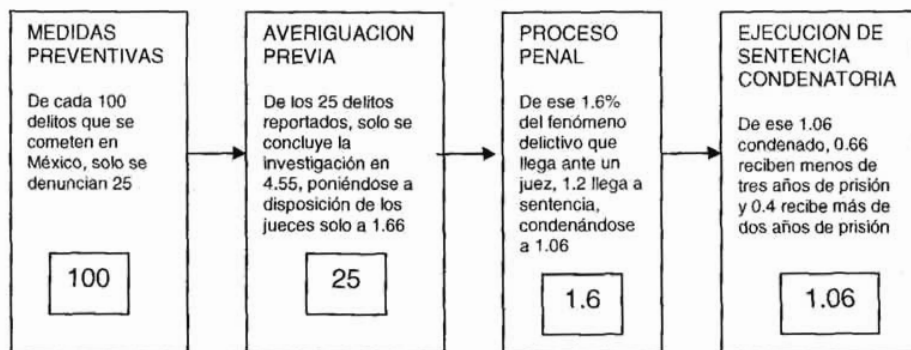 MEDIDAS
PREVENTIVAS
De cada 100
delitos que se
cometen en
México, solo se
denuncian 25
100
AVERIGUACION
PREVIA
De los 25 delitos
reportados, solo se
concluye la
investigación en
4.55, poniéndose a
disposición de los
jueces solo a 1.66
25
PROCESO
PENAL
De ese 1.6%
del fenómeno
delictivo que
llega ante un
juez, 1.2 llega a
sentencia,
condenándose
a 1.06
1.6
EJECUCION DE
SENTENCIA
CONDENATORIA
De ese 1.06
condenado, 0.66
reciben menos de
tres años de prisión
y 0.4 recibe más de
dos años de prisión
1.06